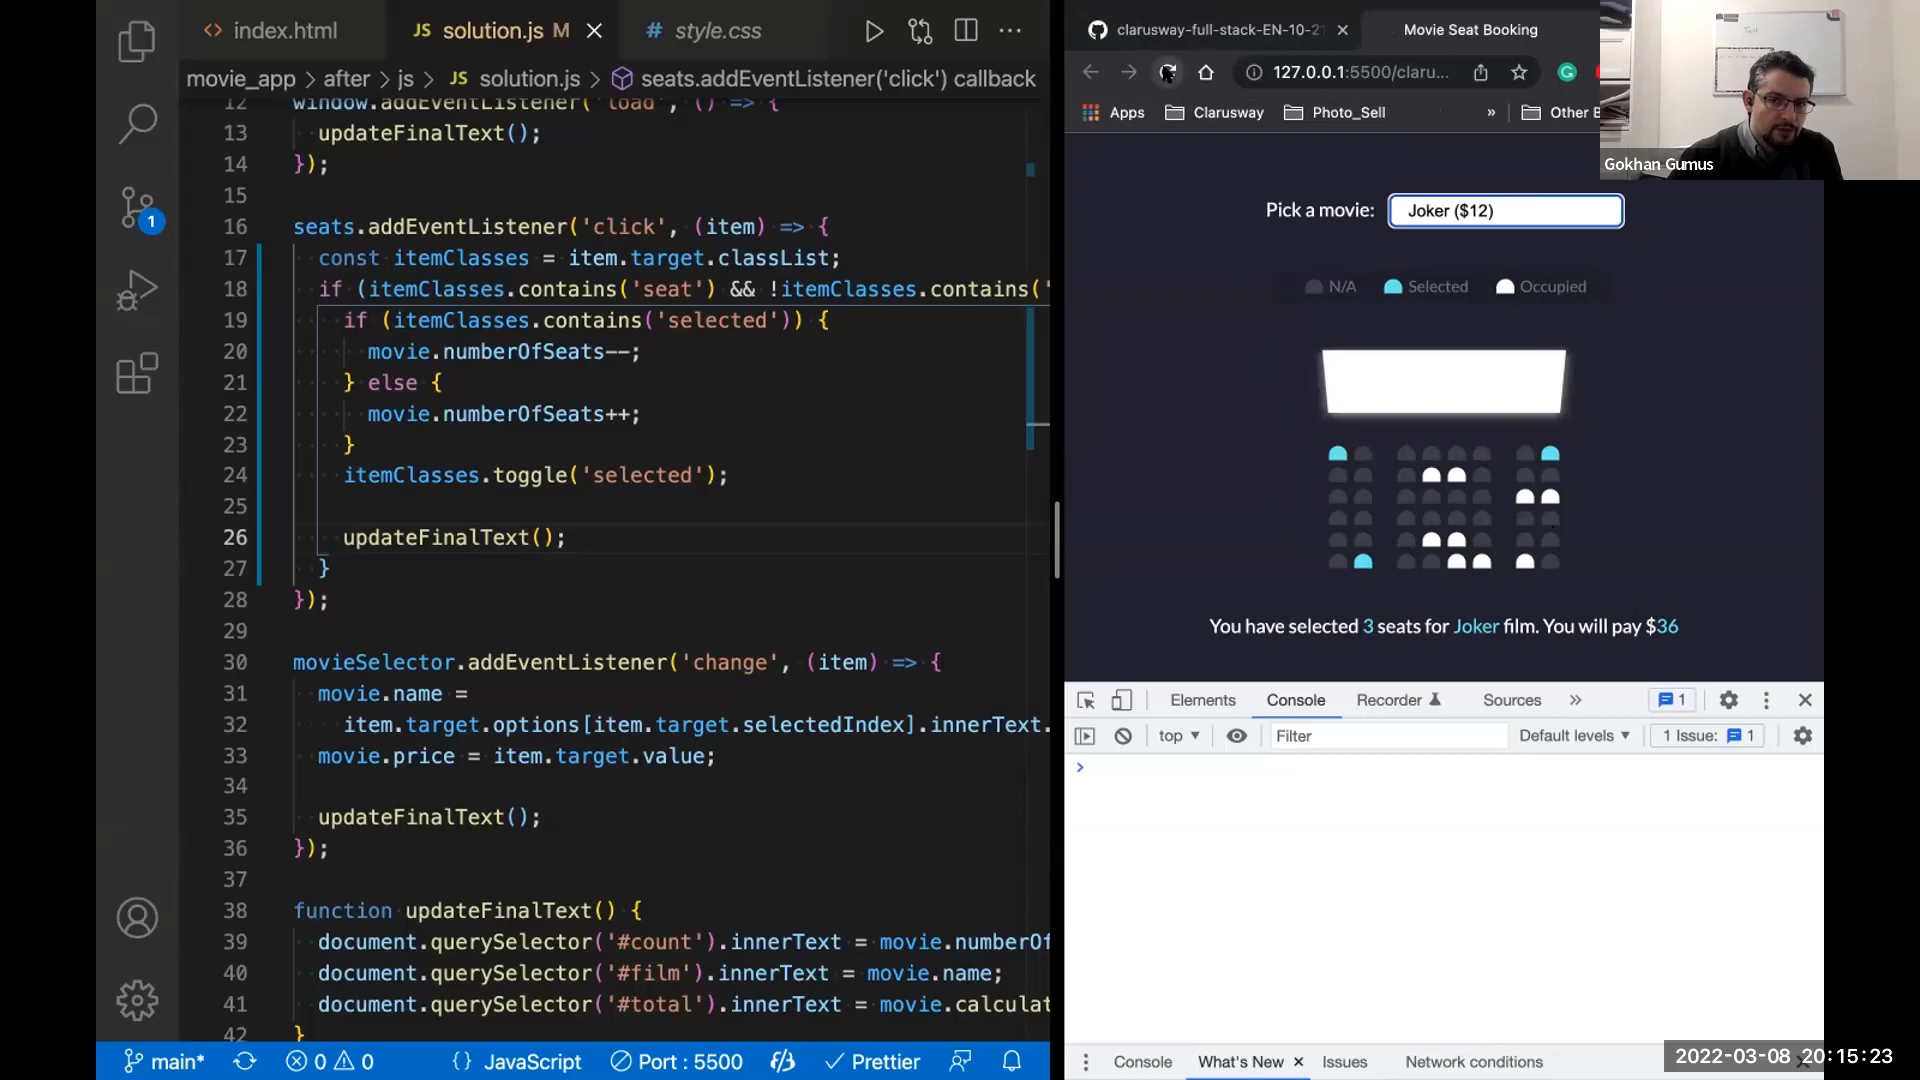 index.html
JS solution.js M
# style.css
movie_app > after > js > JS solution.js > seats.addEventListener('click') callback
12 window.addEventListener('load', () => {
13 updateFinalText();
14 });
15
16 seats.addEventListener('click', (item) => {
17 const itemClasses = item.target.classList;
18 if (itemClasses.contains('seat') && !itemClasses.contains('
19 if (itemClasses.contains('selected')) {
20 movie.numberOfSeats--;
21 } else {
22 movie.numberOfSeats++;
23 }
24 itemClasses.toggle('selected');
25
26 updateFinalText();
27 }
28 });
29
30 movieSelector.addEventListener('change', (item) => {
31 movie.name =
32 item.target.options[item.target.selectedIndex].innerText.
33 movie.price = item.target.value;
34
35 updateFinalText();
36 });
37
38 function updateFinalText() {
39 document.querySelector('#count').innerText = movie.numberOf
40 document.querySelector('#film').innerText = movie.name;
41 document.querySelector('#total').innerText = movie.calculat
42 }
1
main*
0 0
{} JavaScript
Port : 5500
Prettier
clarusway-full-stack-EN-10-21
Movie Seat Booking
127.0.0.1:5500/claru...
Apps
Clarusway
Photo_Sell
»
Other B
Gokhan Gumus
Pick a movie: Joker ($12)
N/A Selected Occupied
You have selected 3 seats for Joker film. You will pay $36
Elements Console Recorder Sources » 1
top Filter Default levels 1 Issue: 1
>
Console What's New Issues Network conditions
2022-03-08 20:15:23